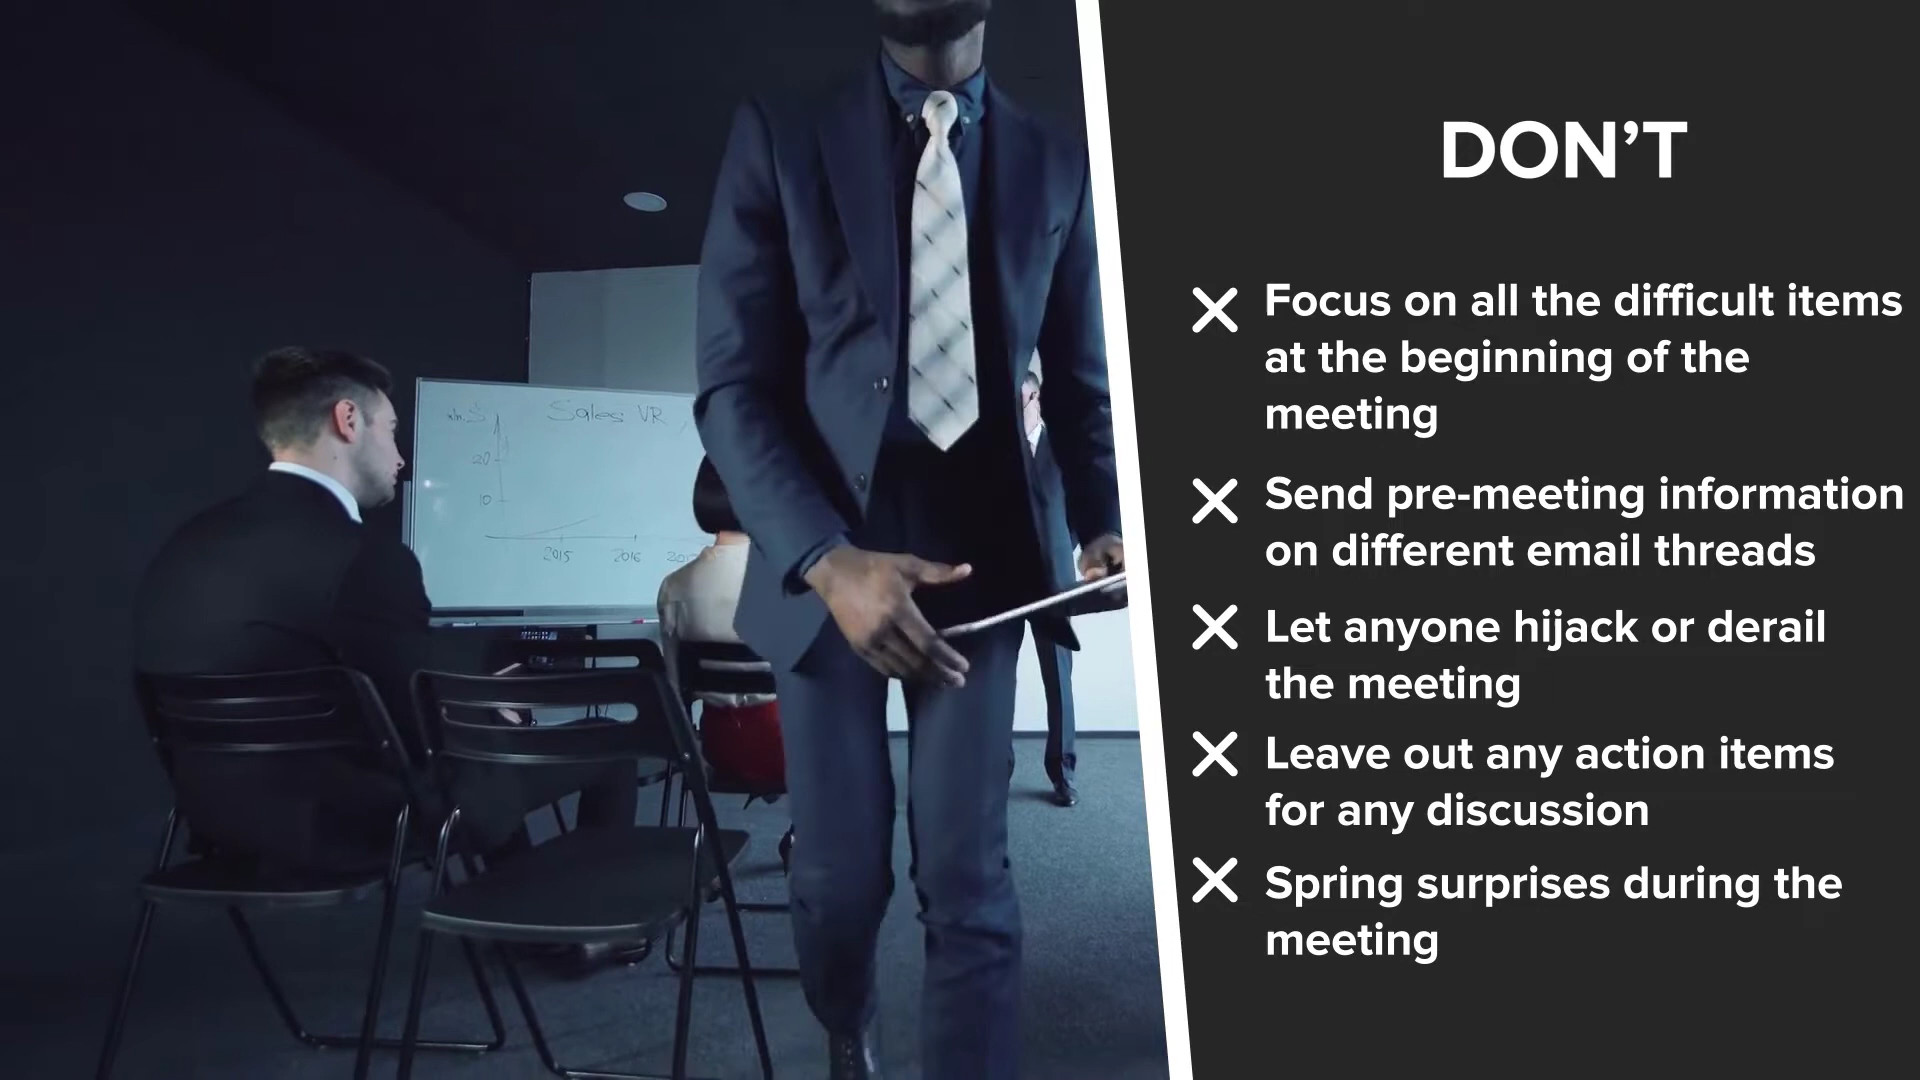 Sales VR
20
10
2015 2016
DON'T
Focus on all the difficult items
at the beginning of the
meeting
Send pre-meeting information
on different email threads
Let anyone hijack or derail
the meeting
Leave out any action items
for any discussion
Spring surprises during the
meeting